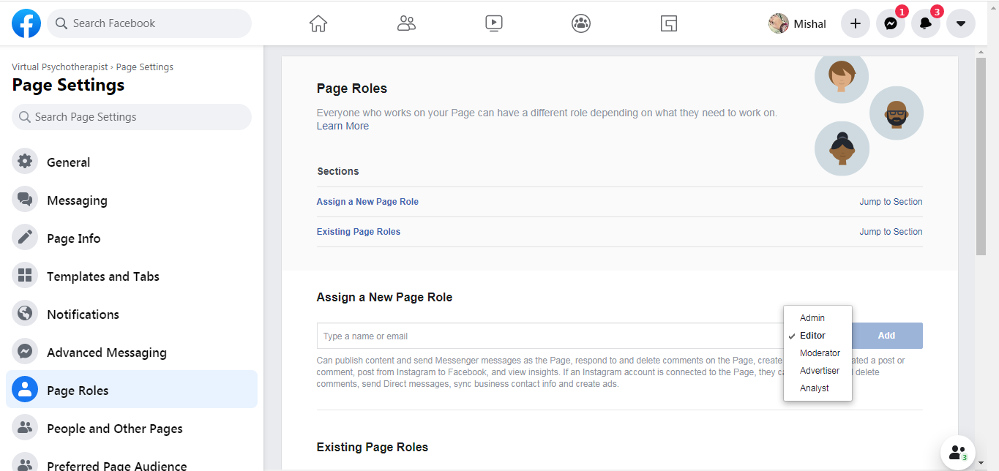 Search Facebook
Mishal
1
3
Virtual Psychotherapist › Page Settings
Page Settings
Search Page Settings
General
Messaging
Page Info
Templates and Tabs
Notifications
Advanced Messaging
Page Roles
People and Other Pages
Preferred Page Audience
Page Roles
Everyone who works on your Page can have a different role depending on what they need to work on.
Learn More
Sections
Assign a New Page Role Jump to Section
Existing Page Roles Jump to Section
Assign a New Page Role
Type a name or email
Add
Admin
Editor
Moderator
Advertiser
Analyst
Can publish content and send Messenger messages as the Page, respond to and delete comments on the Page, create ated a post or
comment, post from Instagram to Facebook, and view insights. If an Instagram account is connected to the Page, they delete
comments, send Direct messages, sync business contact info and create ads.
Existing Page Roles
3